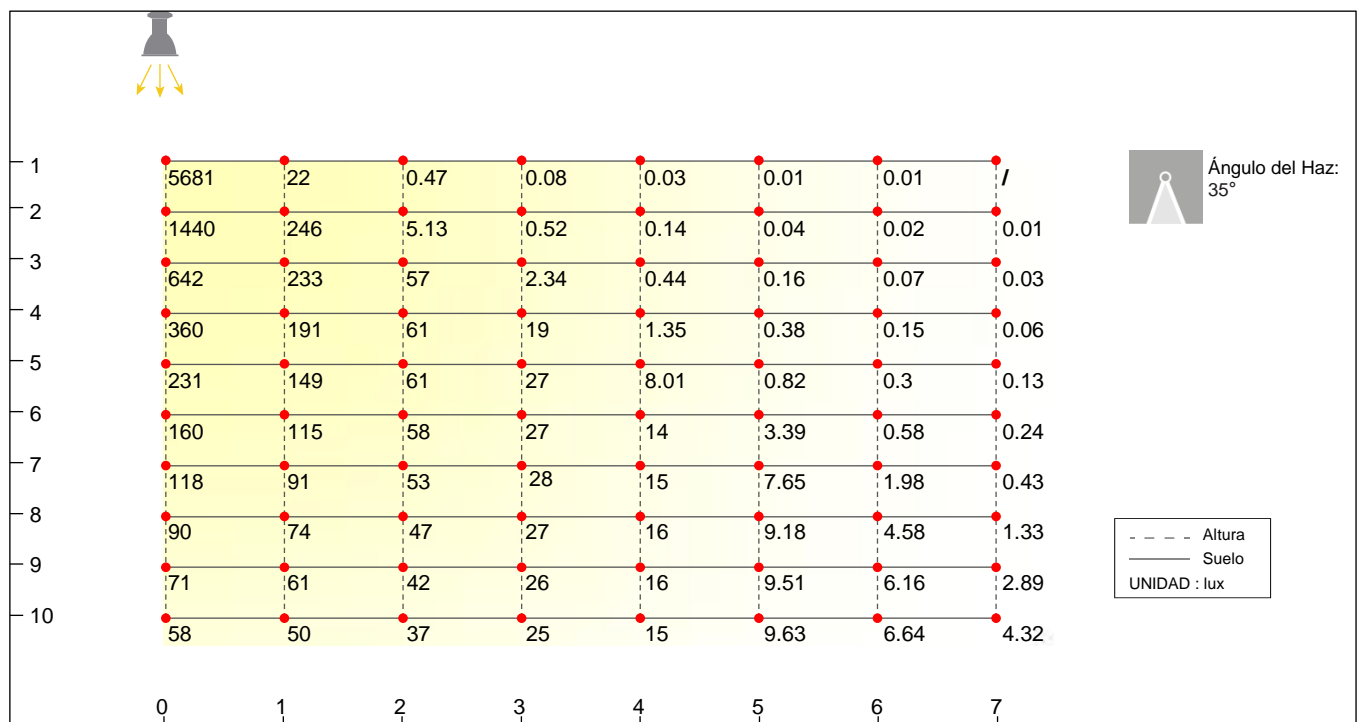 1
5681 22 0.47 0.08 0.03 0.01 0.01 /
Ángulo del Haz:
35°
2
1440 246 5.13 0.52 0.14 0.04 0.02 0.01
3
642 233 57 2.34 0.44 0.16 0.07 0.03
4
360 191 61 19 1.35 0.38 0.15 0.06
5
231 149 61 27 8.01 0.82 0.3 0.13
6
160 115 58 27 14 3.39 0.58 0.24
7
118 91 53 28 15 7.65 1.98 0.43
8
90 74 47 27 16 9.18 4.58 1.33
9
71 61 42 26 16 9.51 6.16 2.89
10
58 50 37 25 15 9.63 6.64 4.32
Altura
Suelo
UNIDAD : lux
0 1 2 3 4 5 6 7